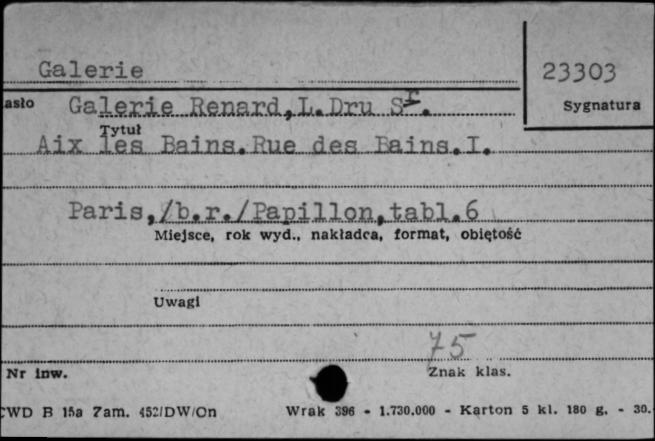 Galerie
23303
asło
Galerie Renard,L.Dru Sr.
Sygnatura
Tytuł
Aix les Bains.Rue des Bains.I.
Paris,/b.r./Papillon,tabl.6
Miejsce, rok wyd., nakładca, format, obiętość
Uwagi
75
Nr inw.
Znak klas.
CWD B 15a Zam. 452/DW/On Wrak 396 - 1.730.000 - Karton 5 kl. 180 g. - 30.